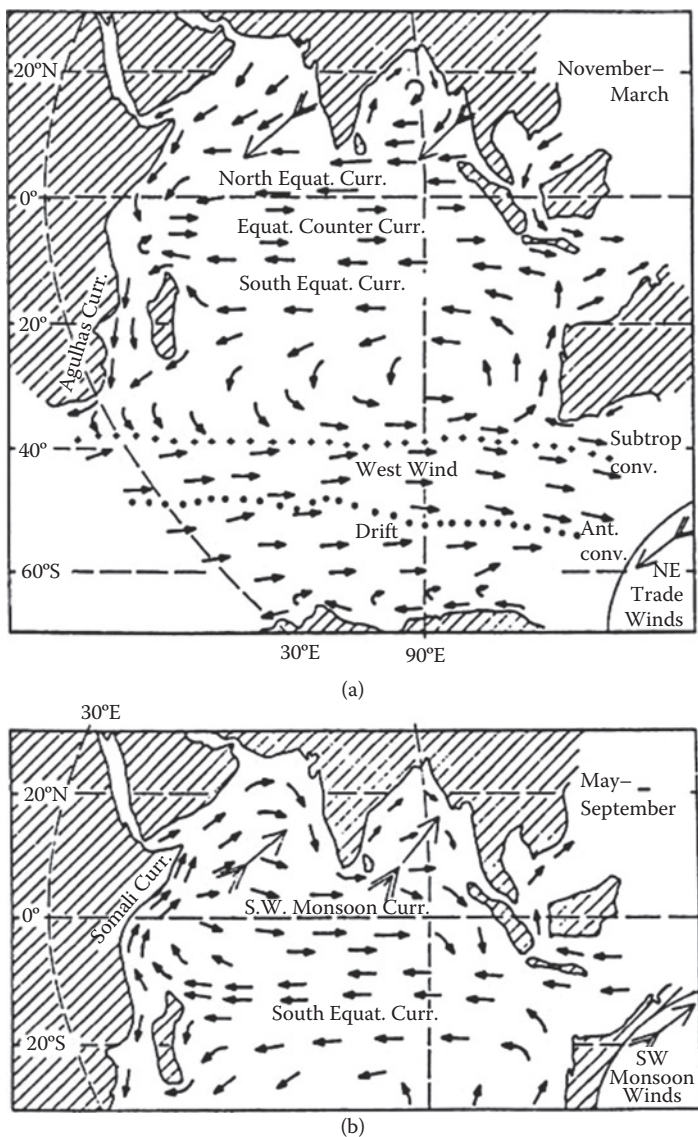 20ºN
November–
March
North Equat. Curr.
0º
Equat. Counter Curr.
South Equat. Curr.
Agulhas Curr.
20º
40º
Subtrop
conv.
West Wind
Drift
Ant.
conv.
60ºS
NE
Trade
Winds
30ºE
90ºE
(a)
30ºE
20ºN
May–
September
Somali Curr.
0º
S.W. Monsoon Curr.
South Equat. Curr.
20ºS
SW
Monsoon
Winds
(b)